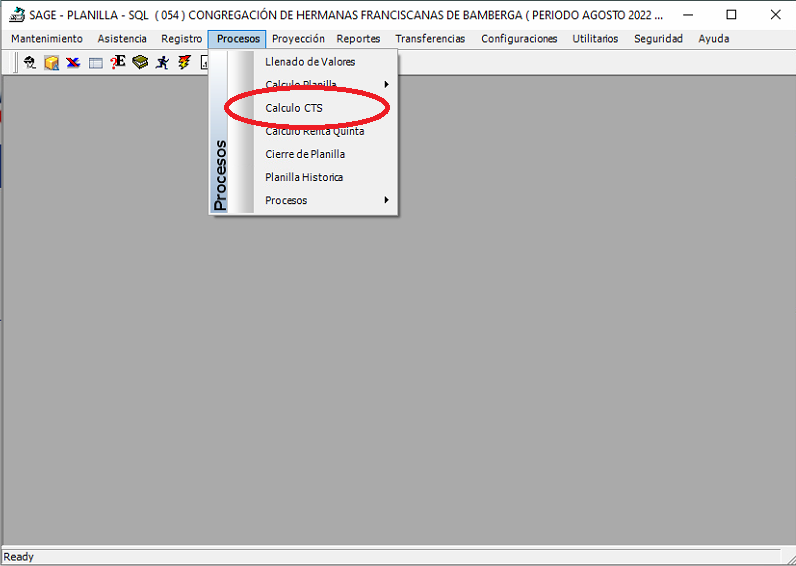 SAGE - PLANILLA - SQL ( 054 ) CONGREGACIÓN DE HERMANAS FRANCISCANAS DE BAMBERGA ( PERIODO AGOSTO 2022 ...
Mantenimiento Asistencia Registro Procesos Proyección Reportes Transferencias Configuraciones Utilitarios Seguridad Ayuda
Llenado de Valores
Calculo Planilla
Calculo CTS
Calculo Renta Quinta
Cierre de Planilla
Planilla Historica
Procesos
Procesos
Ready